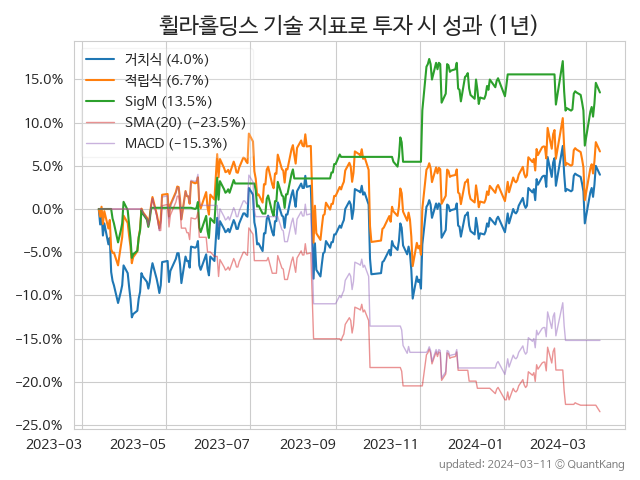 휠라홀딩스 기술 지표로 투자 시 성과 (1년)
거치식 (4.0%)
적립식 (6.7%)
SigM (13.5%)
SMA(20) (−23.5%)
MACD (−15.3%)
15.0%
10.0%
5.0%
0.0%
−5.0%
−10.0%
−15.0%
−20.0%
−25.0%
2023-03 2023-05 2023-07 2023-09 2023-11 2024-01 2024-03
updated: 2024-03-11 © QuantKang